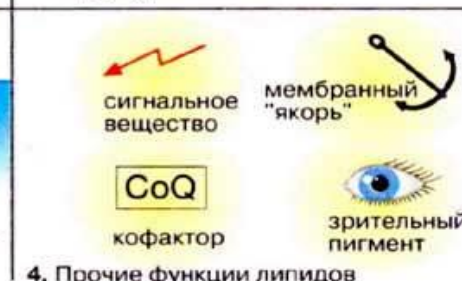 сигнальное
вещество
мембранный
"якорь"
CoQ
кофактор
зрительный
пигмент
4. Прочие функции липидов